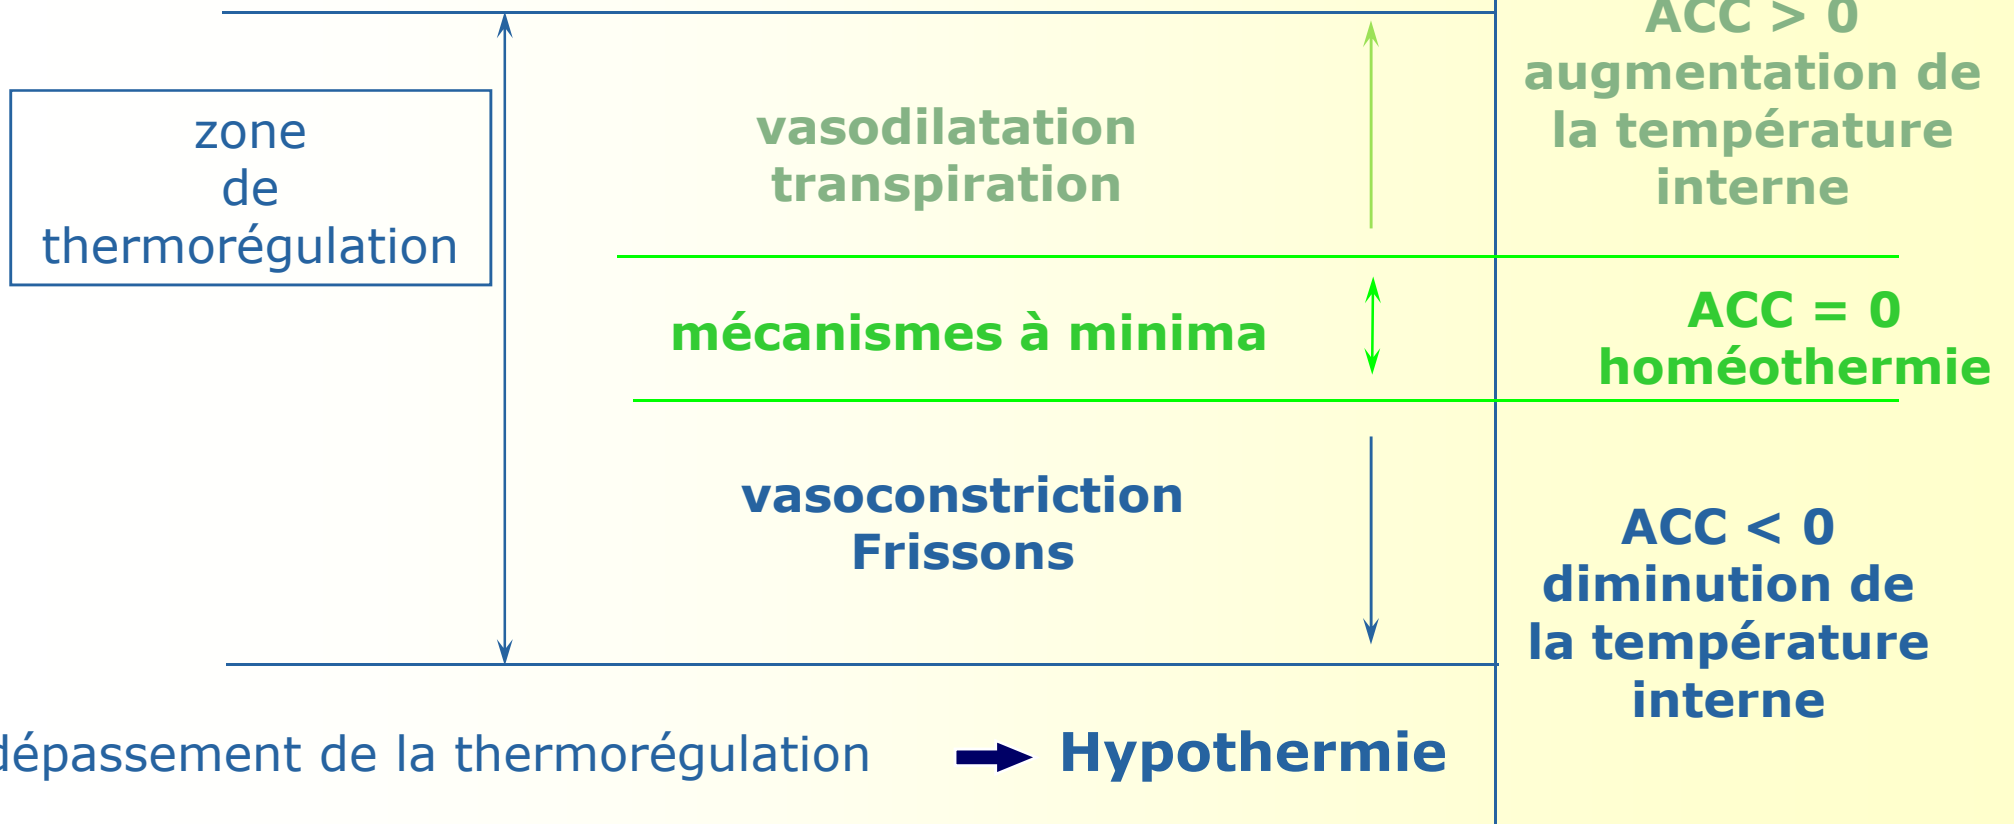 ACC > 0
augmentation de
la température
interne
zone
de
thermorégulation
vasodilatation
transpiration
mécanismes à minima
ACC = 0
homéothermie
vasoconstriction
Frissons
ACC < 0
diminution de
la température
interne
dépassement de la thermorégulation
Hypothermie